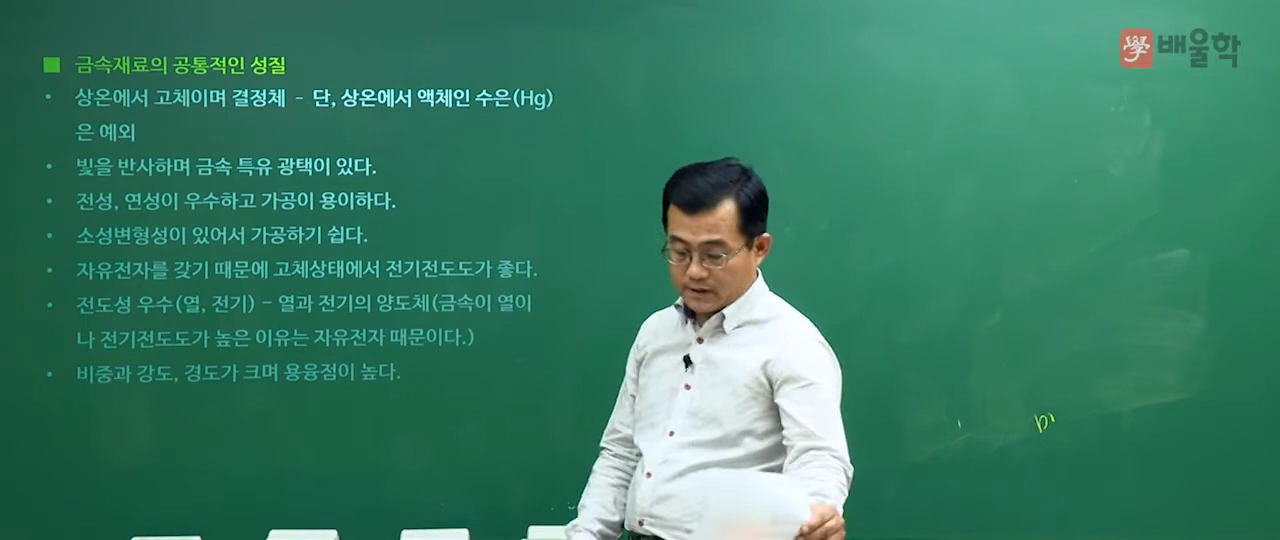 學 배울학
■ 금속재료의 공통적인 성질
• 상온에서 고체이며 결정체 - 단, 상온에서 액체인 수은(Hg)
은 예외
• 빛을 반사하며 금속 특유 광택이 있다.
• 전성, 연성이 우수하고 가공이 용이하다.
• 소성변형성이 있어서 가공하기 쉽다.
• 자유전자를 갖기 때문에 고체상태에서 전기전도도가 좋다.
• 전도성 우수(열, 전기) - 열과 전기의 양도체(금속이 열이
나 전기전도도가 높은 이유는 자유전자 때문이다.)
• 비중과 강도, 경도가 크며 용융점이 높다.